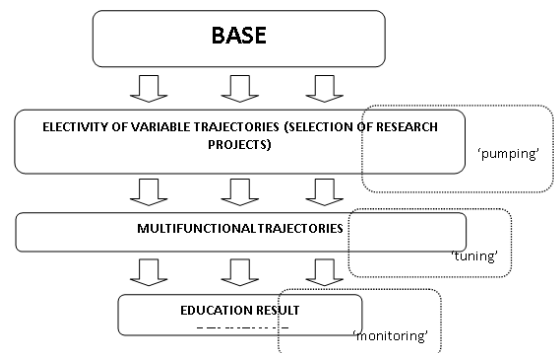 BASE
ELECTIVITY OF VARIABLE TRAJECTORIES (SELECTION OF RESEARCH
PROJECTS)
'pumping'
MULTIFUNCTIONAL TRAJECTORIES
'tuning'
EDUCATION RESULT
'monitoring'